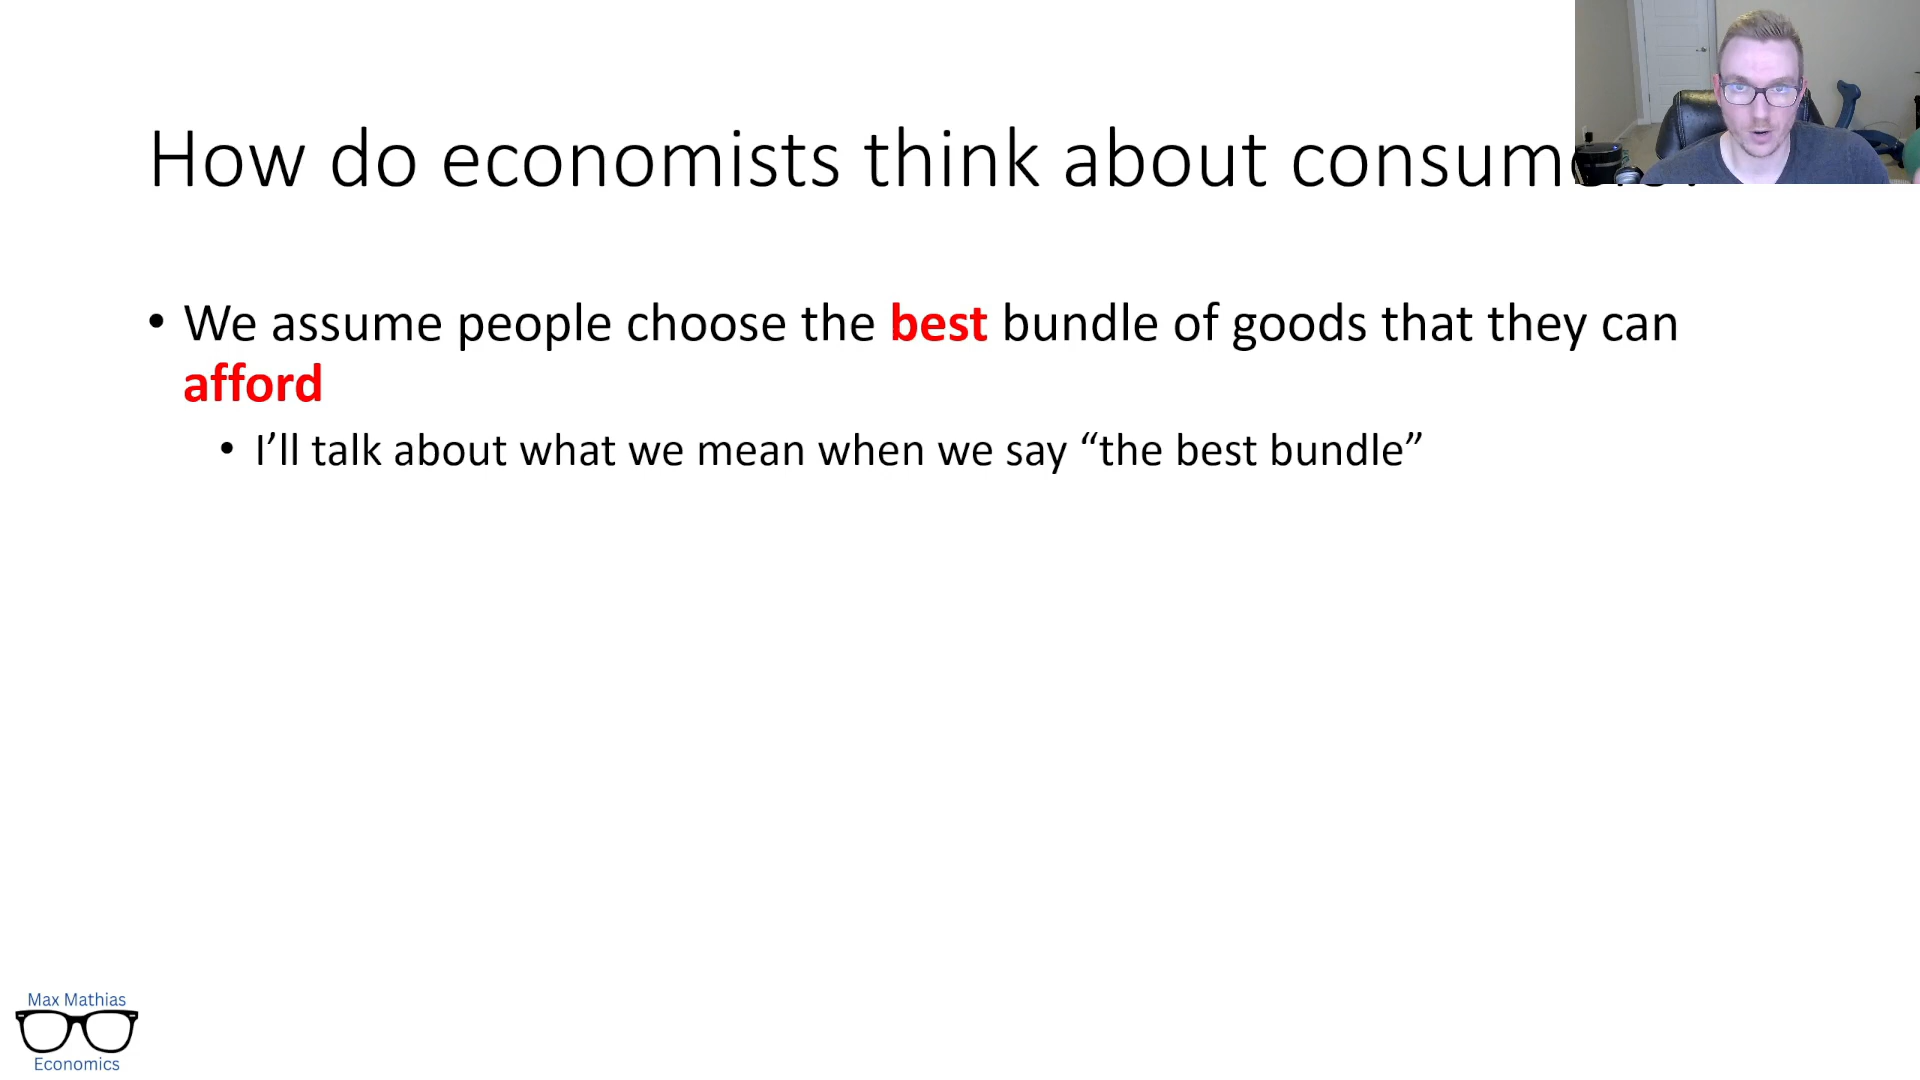 How do economists think about
• We assume people choose the best bundle of goods that they can
afford
• I’ll talk about what we mean when we say “the best bundle”
Max Mathias
Economics